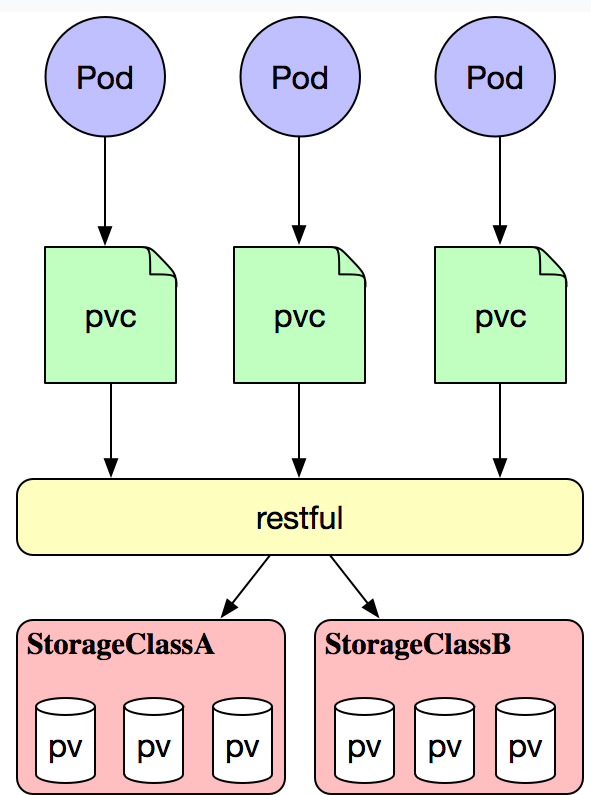 Pod
Pod
Pod
pvc
pvc
pvc
restful
StorageClassA
StorageClassB
pv
pv
pv
pv
pv
pv